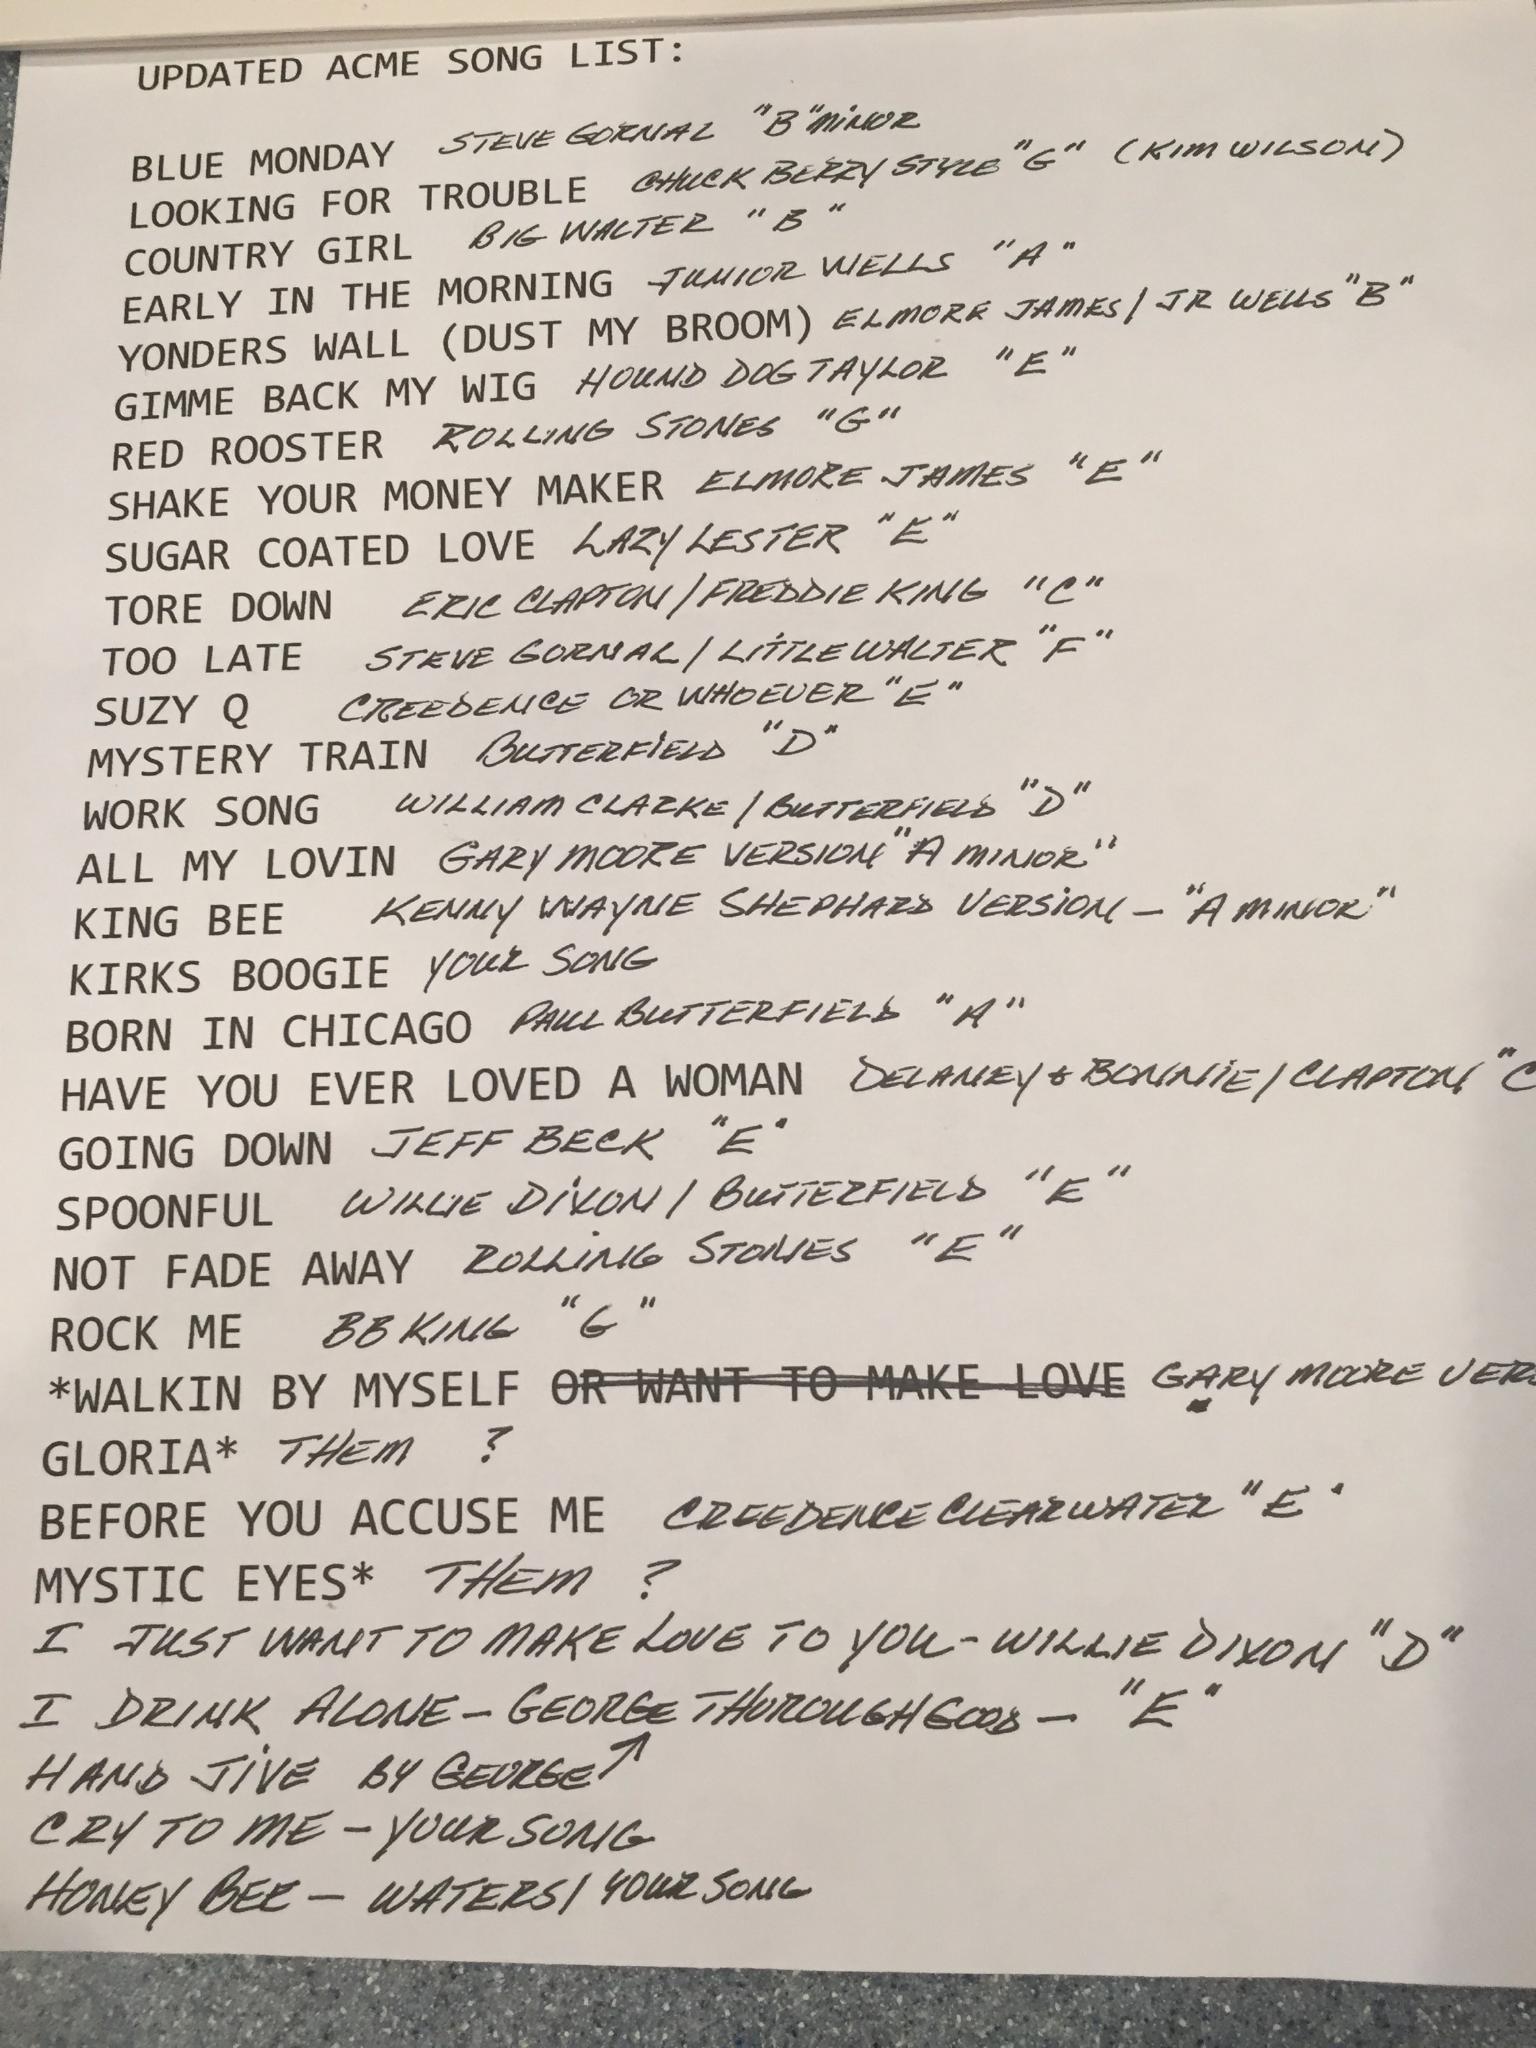 UPDATED ACME SONG LIST:
BLUE MONDAY STEVE GORNAL "B" MINOR
LOOKING FOR TROUBLE CHUCK BERRY STYLE "G" (KIM WILSON)
COUNTRY GIRL BIG WALTER "B"
EARLY IN THE MORNING JUNIOR WELLS "A"
YONDERS WALL (DUST MY BROOM) ELMORE JAMES/JR WELLS "B"
GIMME BACK MY WIG HOUND DOG TAYLOR "E"
RED ROOSTER ROLLING STONES "G"
SHAKE YOUR MONEY MAKER ELMORE JAMES "E"
SUGAR COATED LOVE LAZY LESTER "E"
TORE DOWN ERIC CLAPTON/FREDDIE KING "C"
TOO LATE STEVE GORNAL/LITTLE WALTER "F"
SUZY Q CREEDENCE OR WHOEVER "E"
MYSTERY TRAIN BUTTERFIELD "D"
WORK SONG WILLIAM CLARKE/BUTTERFIELD "D"
ALL MY LOVIN GARY MOORE VERSION "A MINOR"
KING BEE KENNY WAYNE SHEPHARD VERSION - "A MINOR"
KIRKS BOOGIE YOUR SONG
BORN IN CHICAGO PAUL BUTTERFIELD "A"
HAVE YOU EVER LOVED A WOMAN DELANEY & BONNIE/CLAPTON "C
GOING DOWN JEFF BECK "E"
SPOONFUL WILLIE DIXON/BUTTERFIELD "E"
NOT FADE AWAY ROLLING STONES "E"
ROCK ME BB KING "G"
*WALKIN BY MYSELF OR WANT TO MAKE LOVE GARY MOORE VERS
GLORIA* THEM ?
BEFORE YOU ACCUSE ME CREEDENCE CLEARWATER "E"
MYSTIC EYES* THEM ?
I JUST WANT TO MAKE LOVE TO YOU - WILLIE DIXON "D"
I DRINK ALONE - GEORGE THOROUGHGOOD - "E"
HAND JIVE BY GEORGE ↑
CRY TO ME - YOUR SONG
HONEY BEE - WATERS/YOUR SONG